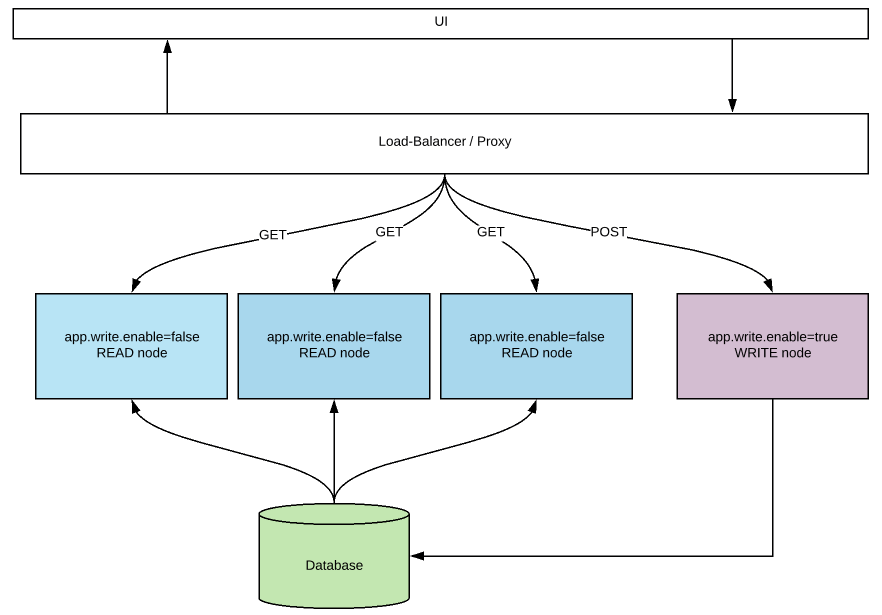 UI
Load-Balancer / Proxy
GET
GET
GET
POST
app.write.enable=false
READ node
app.write.enable=false
READ node
app.write.enable=false
READ node
app.write.enable=true
WRITE node
Database